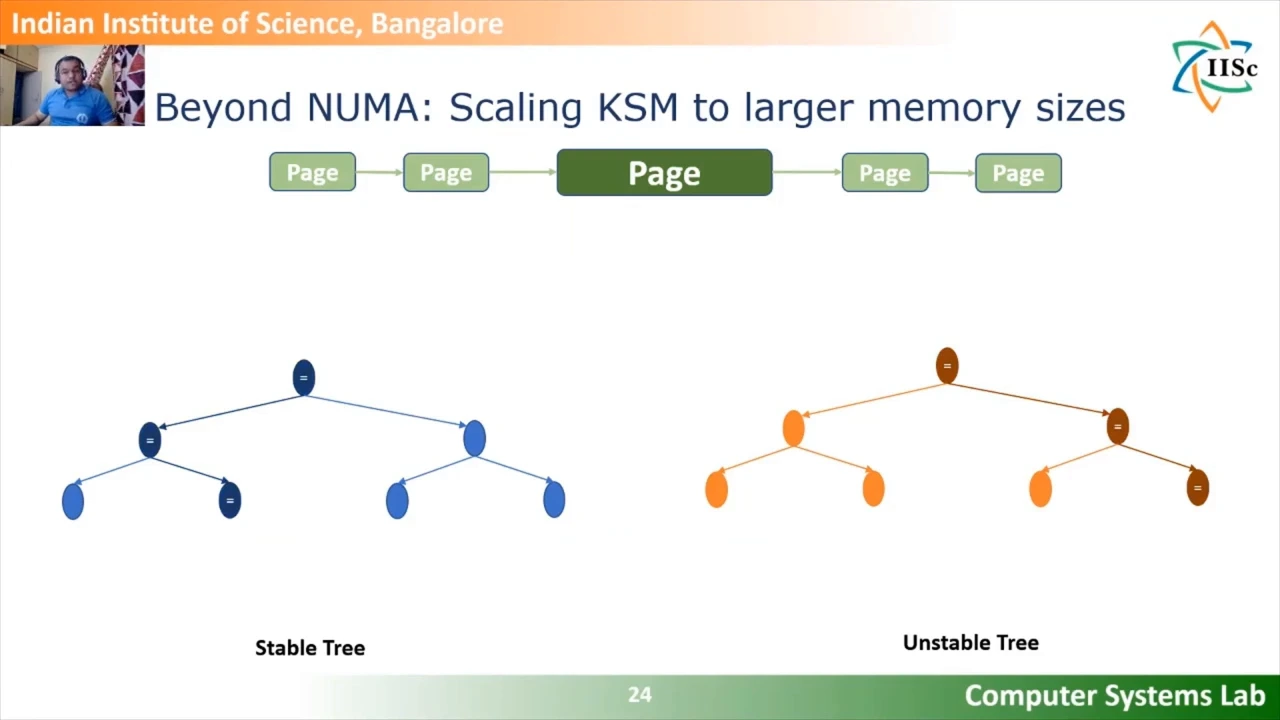 Indian Institute of Science, Bangalore
IISc
Beyond NUMA: Scaling KSM to larger memory sizes
Page Page Page Page Page
=
=
=
=
=
=
Stable Tree
Unstable Tree
24
Computer Systems Lab